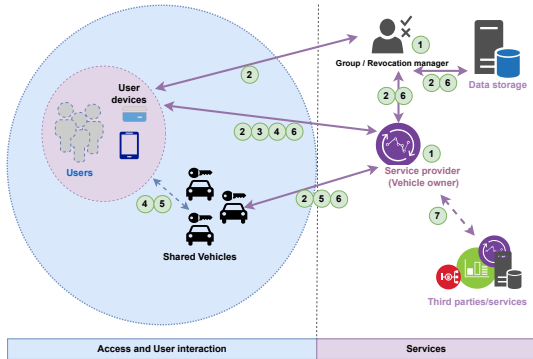 1
Group / Revocation manager
2
2 6
2 6
Data storage
User
devices
Users
2 3 4 6
1
Service provider
(Vehicle owner)
4 5
2 5 6
7
Shared Vehicles
Third parties/services
Access and User interaction
Services